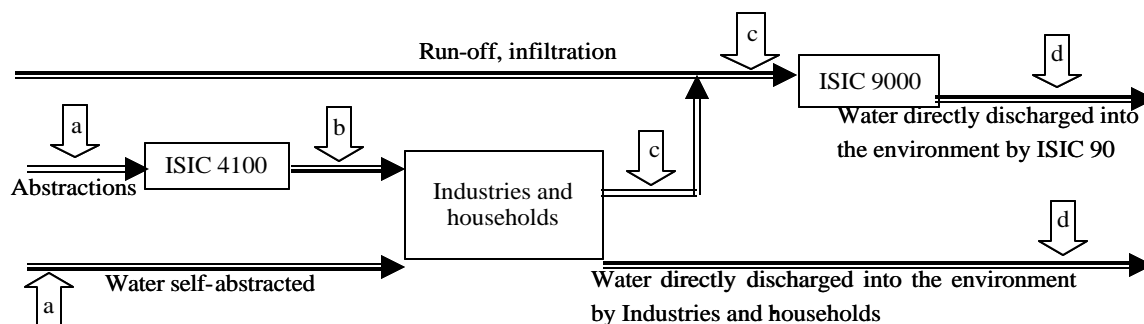 c
Run-off, infiltration
d
ISIC 9000
a
b
Water directly discharged into
the environment by ISIC 90
c
ISIC 4100
Abstractions
Industries and
households
d
Water self-abstracted
Water directly discharged into the environment
by Industries and households
a